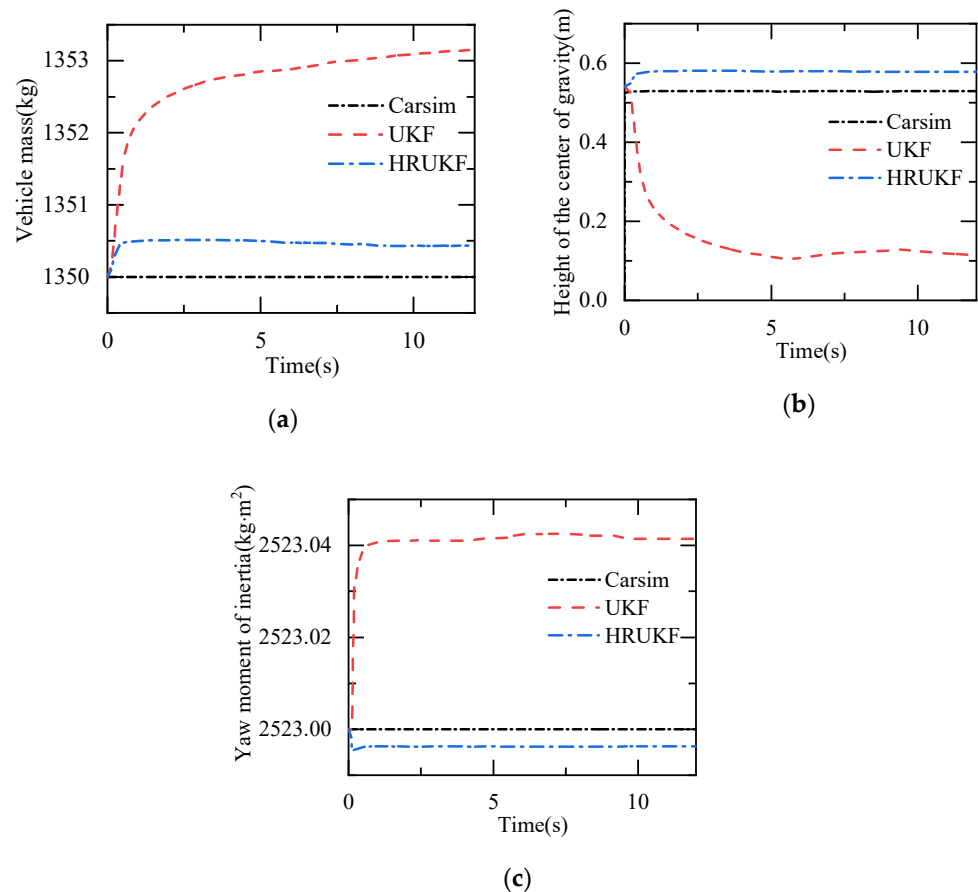 Vehicle mass(kg)
1353
1352
1351
1350
Carsim
UKF
HRUKF
0
5
10
Time(s)
(a)
Height of the center of gravity(m)
0.6
0.4
0.2
0.0
Carsim
UKF
HRUKF
0
5
10
Time(s)
(b)
Yaw moment of inertia(kg·m²)
2523.04
2523.02
2523.00
Carsim
UKF
HRUKF
0
5
10
Time(s)
(c)